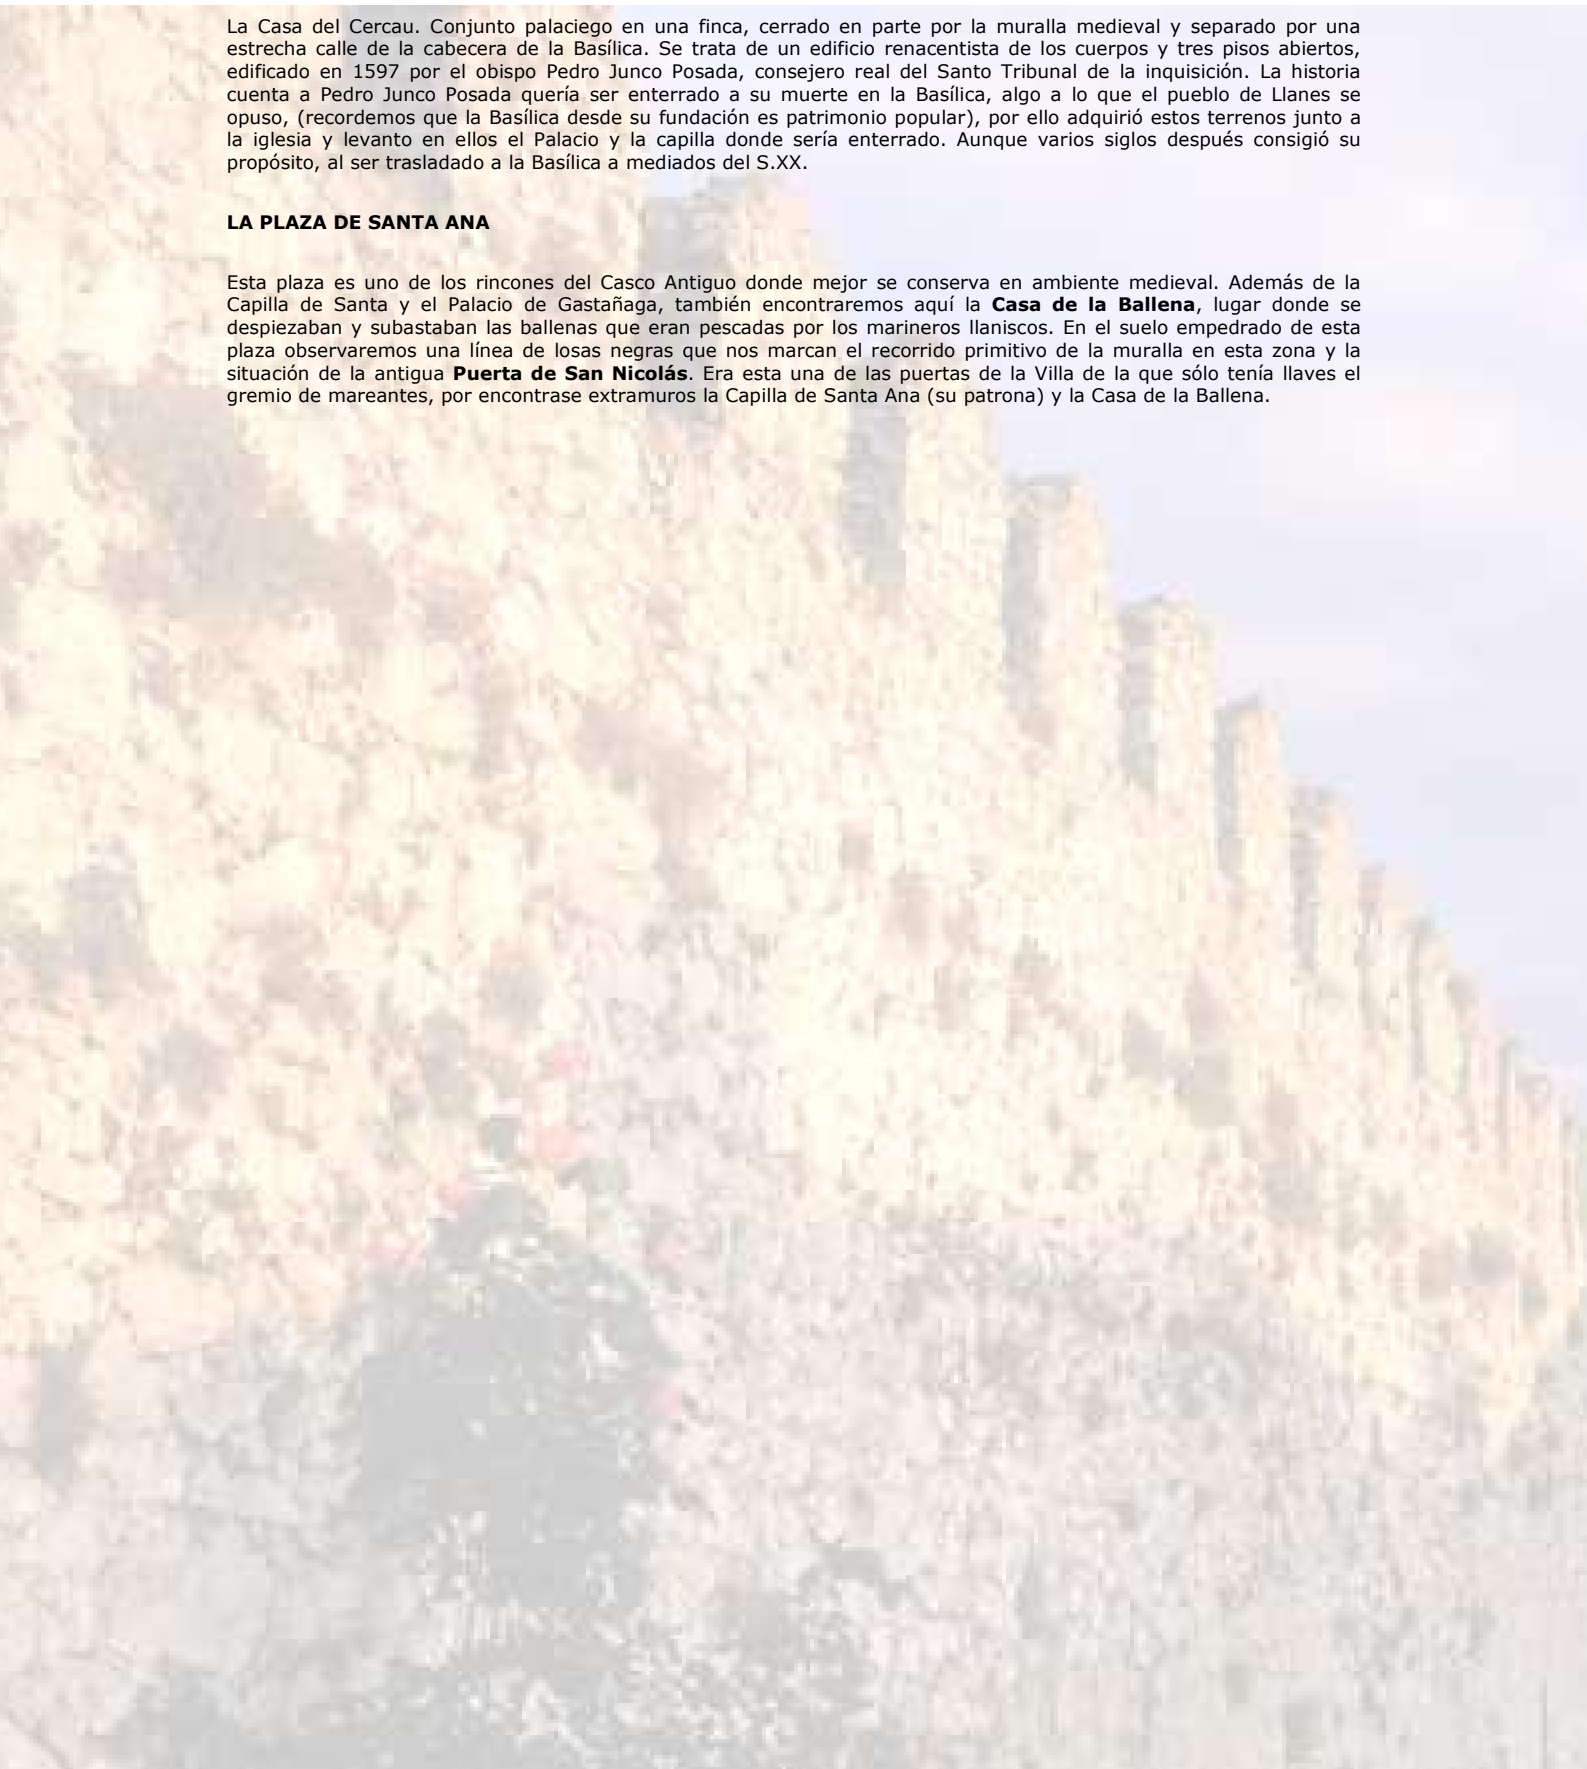 La Casa del Cercau. Conjunto palaciego en una finca, cerrado en parte por la muralla medieval y separado por una
estrecha calle de la cabecera de la Basílica. Se trata de un edificio renacentista de los cuerpos y tres pisos abiertos,
edificado en 1597 por el obispo Pedro Junco Posada, consejero real del Santo Tribunal de la inquisición. La historia
cuenta a Pedro Junco Posada quería ser enterrado a su muerte en la Basílica, algo a lo que el pueblo de Llanes se
opuso, (recordemos que la Basílica desde su fundación es patrimonio popular), por ello adquirió estos terrenos junto a
la iglesia y levanto en ellos el Palacio y la capilla donde sería enterrado. Aunque varios siglos después consigió su
propósito, al ser trasladado a la Basílica a mediados del S.XX.
LA PLAZA DE SANTA ANA
Esta plaza es uno de los rincones del Casco Antiguo donde mejor se conserva en ambiente medieval. Además de la
Capilla de Santa y el Palacio de Gastañaga, también encontraremos aquí la Casa de la Ballena, lugar donde se
despiezaban y subastaban las ballenas que eran pescadas por los marineros llaniscos. En el suelo empedrado de esta
plaza observaremos una línea de losas negras que nos marcan el recorrido primitivo de la muralla en esta zona y la
situación de la antigua Puerta de San Nicolás. Era esta una de las puertas de la Villa de la que sólo tenía llaves el
gremio de mareantes, por encontrase extramuros la Capilla de Santa Ana (su patrona) y la Casa de la Ballena.